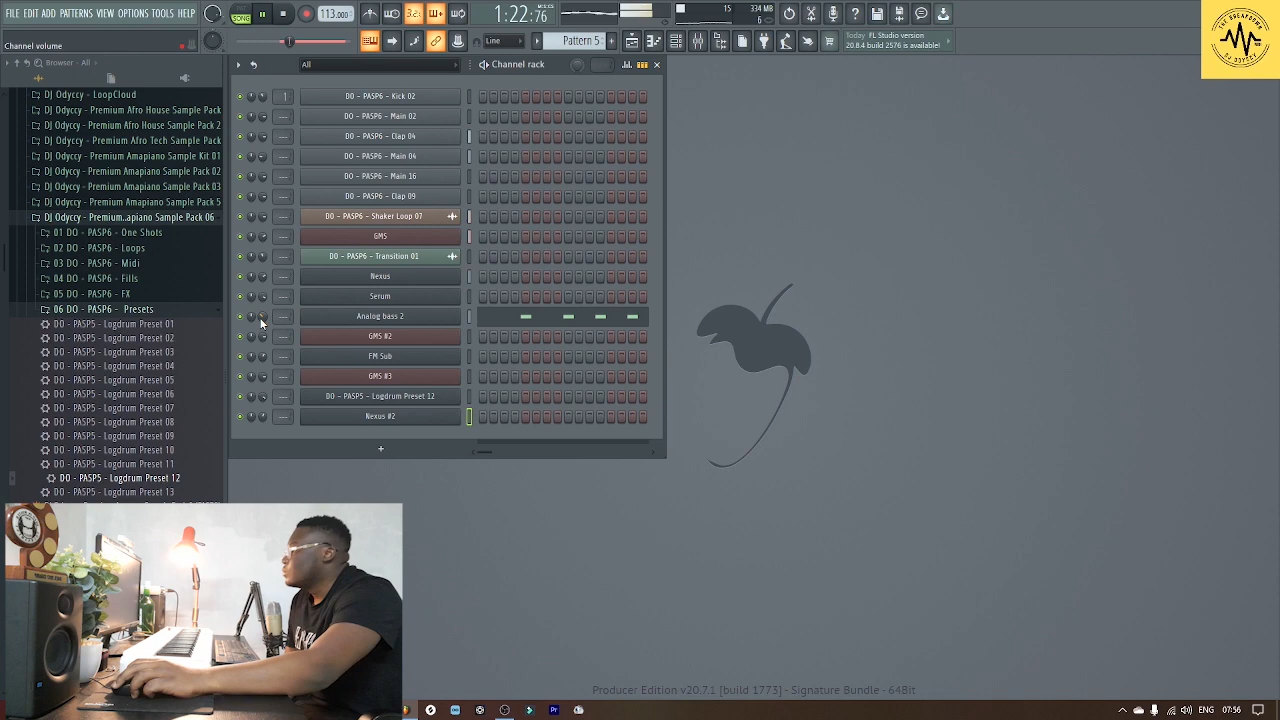 FILE EDIT ADD PATTERNS VIEW OPTIONS TOOLS HELP
SONG
113.000
3.2+
1:22:76
M:S:CS
15
334 MB
6
Channel volume
Line
Pattern 5
Today FL Studio version
20.8.4 build 2576 is available!
Browser - All
All
Channel rack
DJ Odyccy - LoopCloud
DJ Odyccy - Premium Afro House Sample Pack
DJ Odyccy - Premium Afro House Sample Pack 2
DJ Odyccy - Premium Afro Tech Sample Pack
DJ Odyccy - Premium Amapiano Sample Kit 01
DJ Odyccy - Premium Amapiano Sample Pack 02
DJ Odyccy - Premium Amapiano Sample Pack 03
DJ Odyccy - Premium Amapiano Sample Pack 5
DJ Odyccy - Premium..apiano Sample Pack 06
01 DO - PASP6 - One Shots
02 DO - PASP6 - Loops
03 DO - PASP6 - Midi
04 DO - PASP6 - Fills
05 DO - PASP6 - FX
06 DO - PASP6 - Presets
DO - PASP5 - Logdrum Preset 01
DO - PASP5 - Logdrum Preset 02
DO - PASP5 - Logdrum Preset 03
DO - PASP5 - Logdrum Preset 04
DO - PASP5 - Logdrum Preset 05
DO - PASP5 - Logdrum Preset 06
DO - PASP5 - Logdrum Preset 07
DO - PASP5 - Logdrum Preset 08
DO - PASP5 - Logdrum Preset 09
DO - PASP5 - Logdrum Preset 10
DO - PASP5 - Logdrum Preset 11
DO - PASP5 - Logdrum Preset 12
DO - PASP5 - Logdrum Preset 13
1
DO - PASP6 - Kick 02
--- DO - PASP6 - Main 02
--- DO - PASP6 - Clap 04
--- DO - PASP6 - Main 04
--- DO - PASP6 - Main 16
--- DO - PASP6 - Clap 09
--- DO - PASP6 - Shaker Loop 07
--- GMS
--- DO - PASP6 - Transition 01
--- Nexus
--- Serum
--- Analog bass 2
--- GMS #2
--- FM Sub
--- GMS #3
--- DO - PASP5 - Logdrum Preset 12
--- Nexus #2
+
Producer Edition v20.7.1 [build 1773] - Signature Bundle - 64Bit
Pr
ENG
07:56